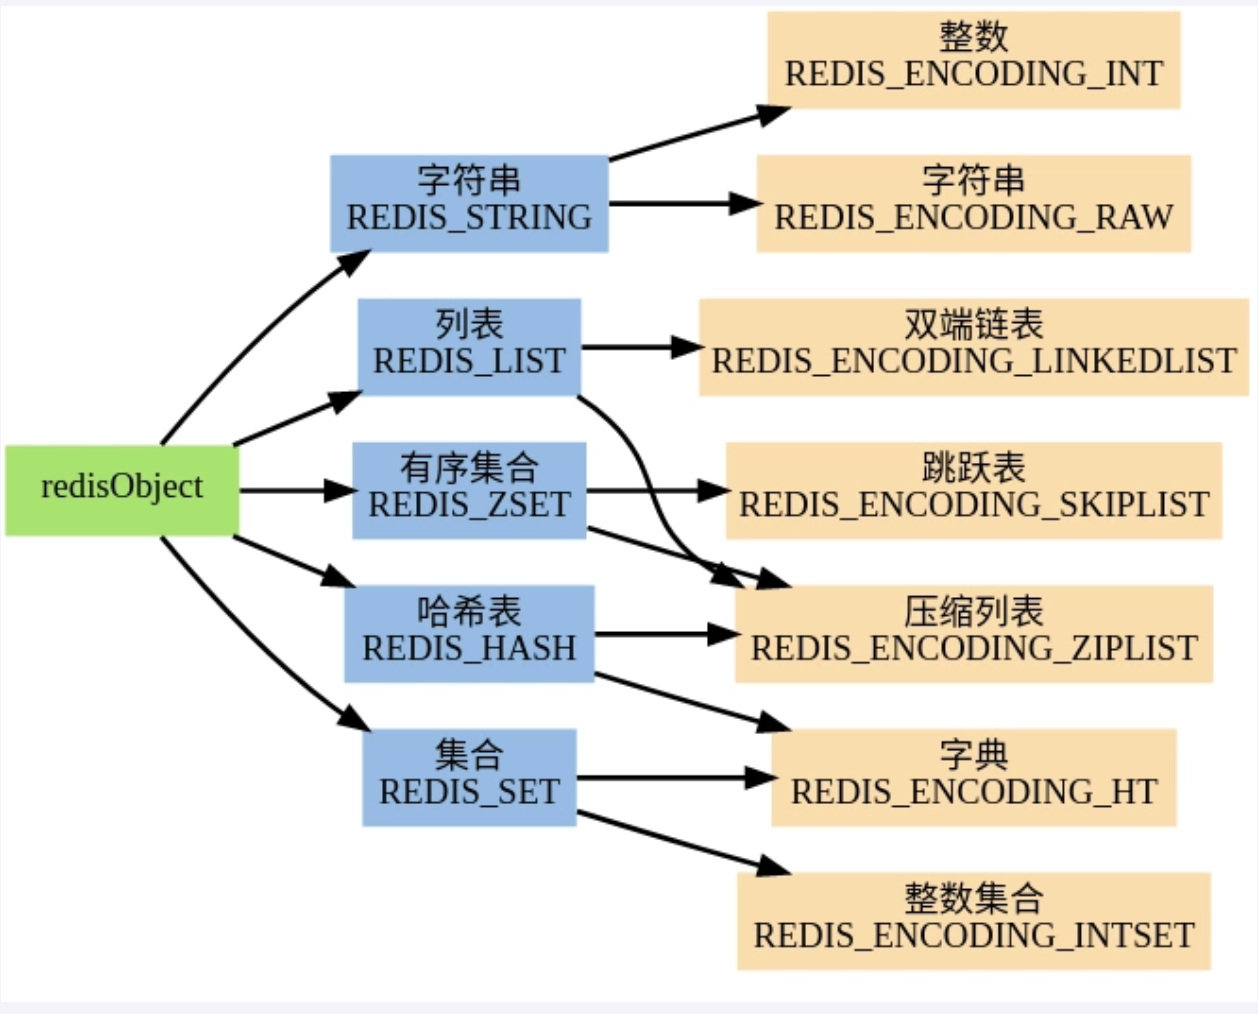 整数
REDIS_ENCODING_INT
字符串
REDIS_STRING
字符串
REDIS_ENCODING_RAW
列表
REDIS_LIST
双端链表
REDIS_ENCODING_LINKEDLIST
redisObject
有序集合
REDIS_ZSET
跳跃表
REDIS_ENCODING_SKIPLIST
哈希表
REDIS_HASH
压缩列表
REDIS_ENCODING_ZIPLIST
集合
REDIS_SET
字典
REDIS_ENCODING_HT
整数集合
REDIS_ENCODING_INTSET